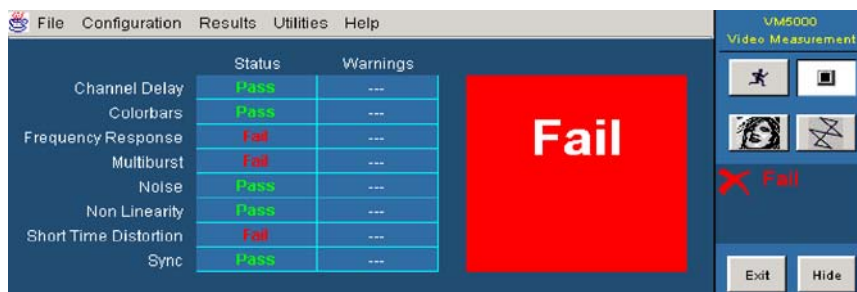 File Configuration Results Utilities Help
Status Warnings
Channel Delay Pass ---
Colorbars Pass ---
Frequency Response Fail ---
Multiburst Fail ---
Noise Pass ---
Non Linearity Pass ---
Short Time Distortion Fail ---
Sync Pass ---
Fail
VM5000
Video Measurement
Fail
Exit Hide